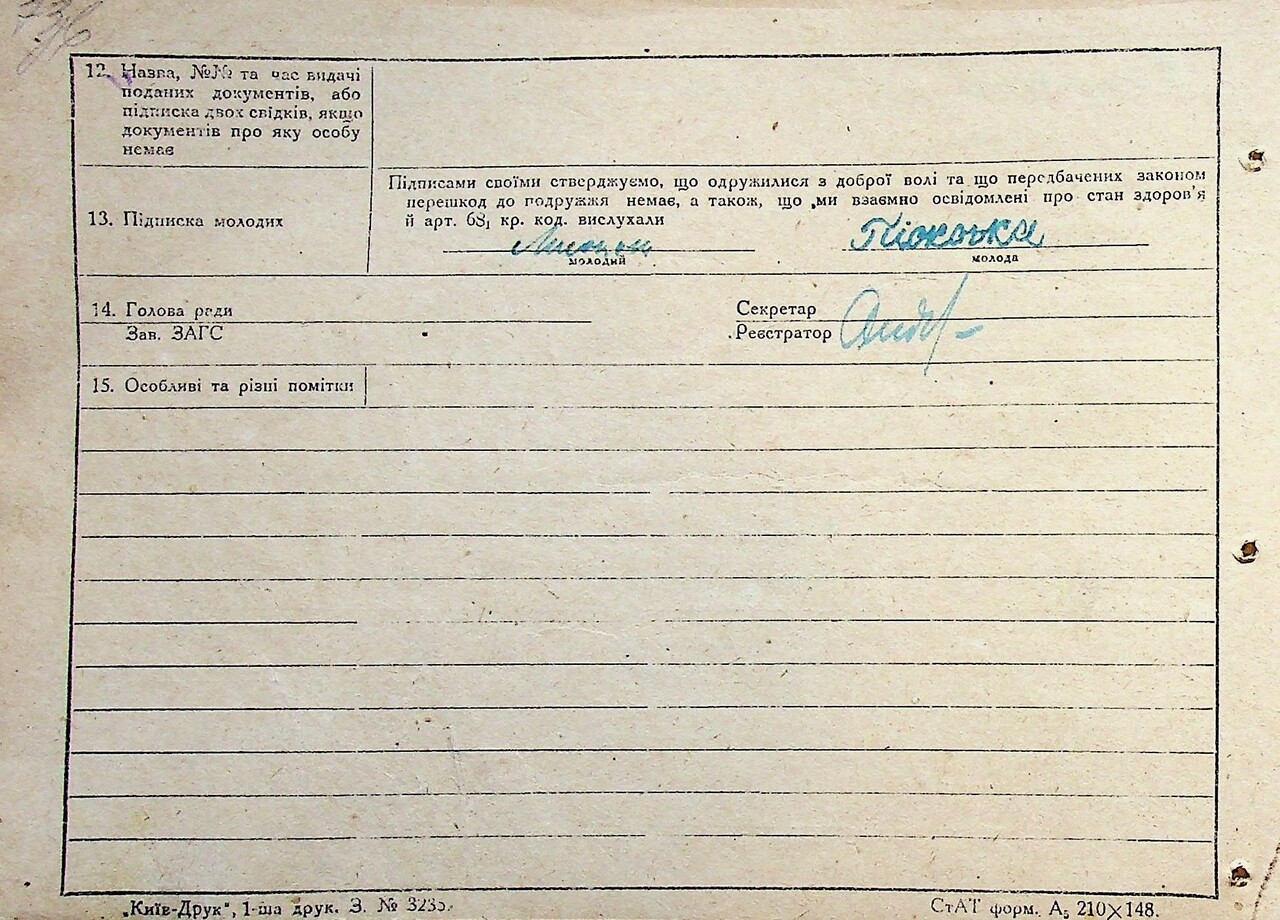 12. Назва, №№ та час видачі
поданих документів, або
підписка двох свідків, якщо
документів про яку особу
немає
Підписами своїми стверджуємо, що одружилися з доброї волі та що передбачених законом
перешкод до подружжя немає, а також, що ми взаємно освідомлені про стан здоров'я
13. Підписка молодих
й арт. 68₁ кр. код. вислухали
молодий
молода
14. Голова ради
Секретар
Зав. ЗАГС
Реєстратор
15. Особливі та різні помітки
„Київ-Друк", 1-ша друк. З. № 3235.
СтАТ форм. А₅ 210×148.